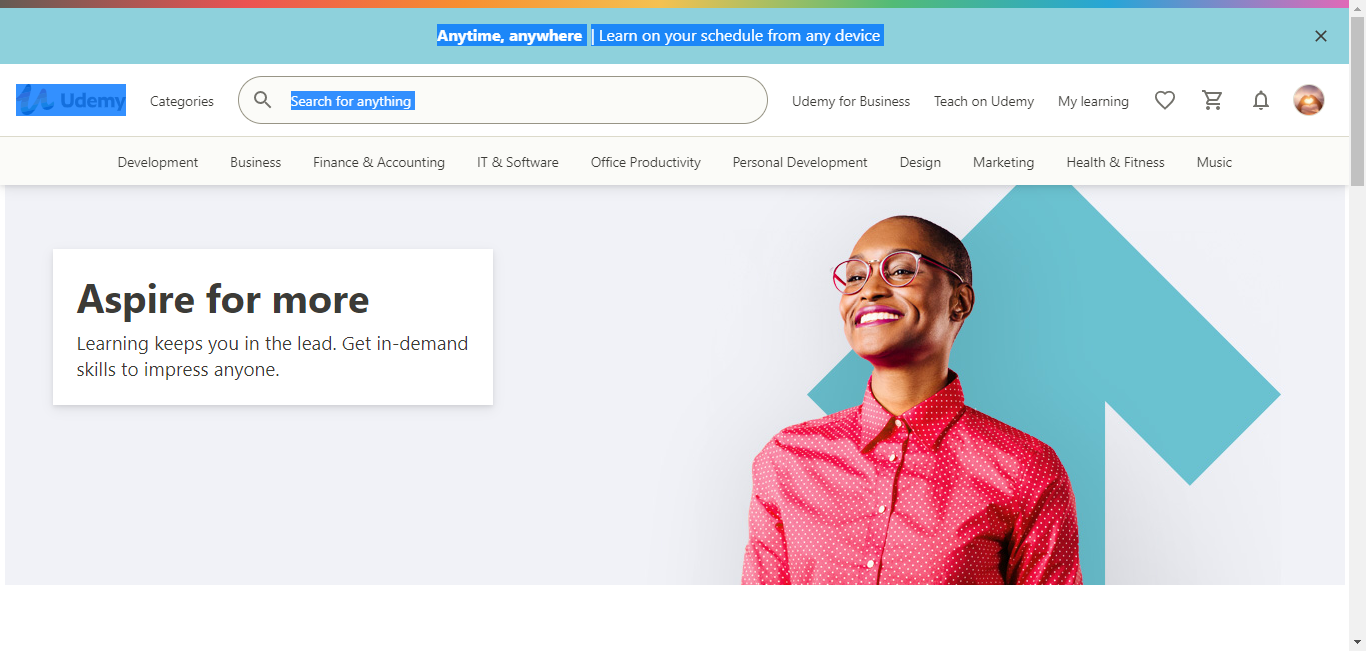 Anytime, anywhere | Learn on your schedule from any device
Udemy Categories Search for anything Udemy for Business Teach on Udemy My learning
Development Business Finance & Accounting IT & Software Office Productivity Personal Development Design Marketing Health & Fitness Music
Aspire for more
Learning keeps you in the lead. Get in-demand
skills to impress anyone.